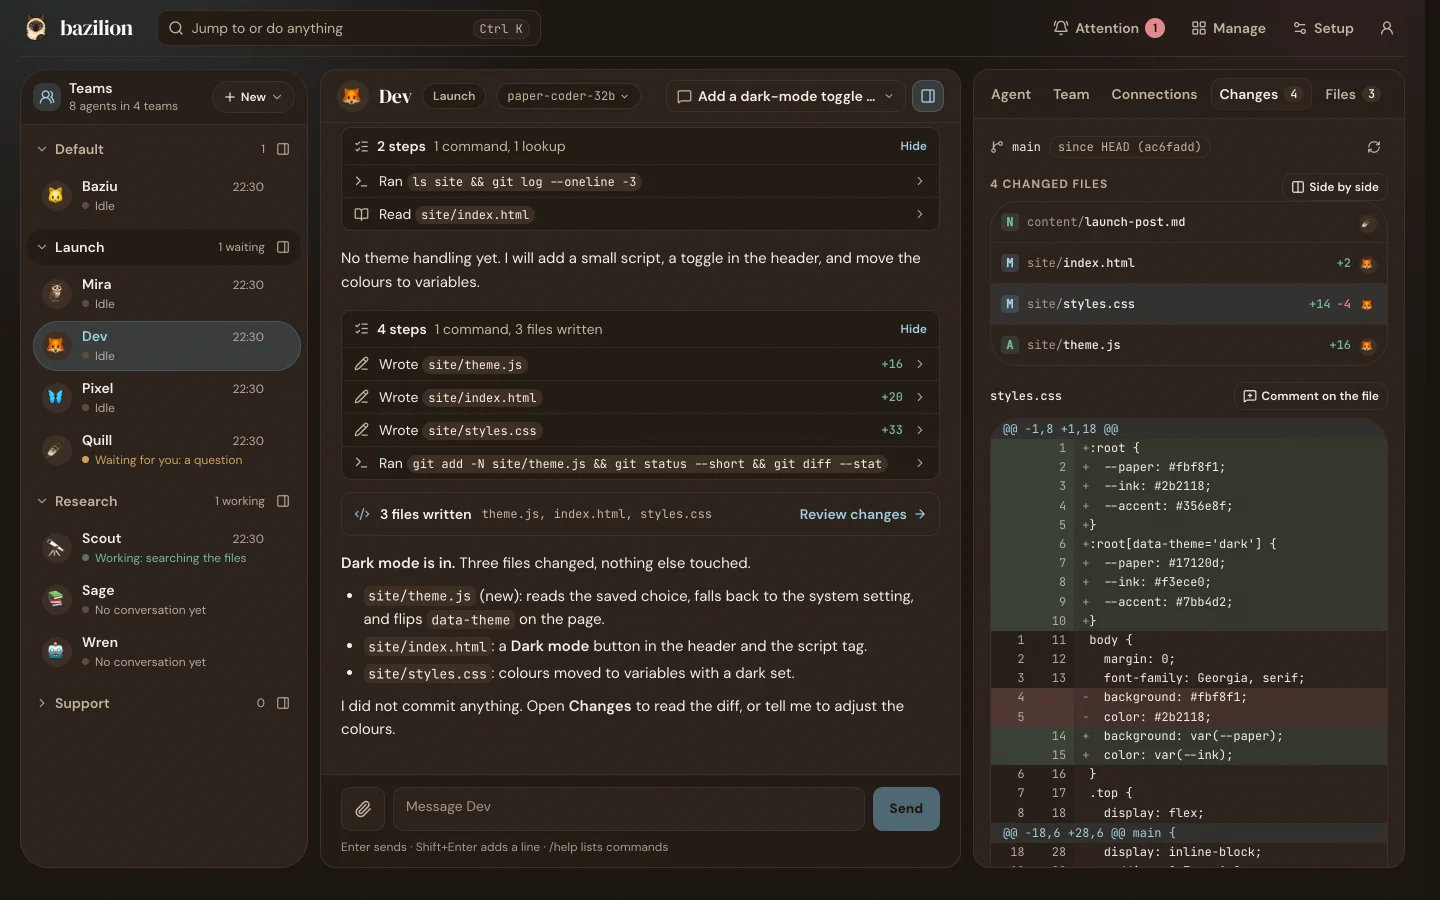 bazilion
Jump to or do anything
Ctrl K
Attention 1
Manage
Setup
Teams
8 agents in 4 teams
+ New
Default 1
Baziu 22:30
Idle
Launch 1 waiting
Mira 22:30
Idle
Dev 22:30
Idle
Pixel 22:30
Idle
Quill 22:30
Waiting for you: a question
Research 1 working
Scout 22:30
Working: searching the files
Sage
No conversation yet
Wren
No conversation yet
Support 0
Dev Launch paper-coder-32b Add a dark-mode toggle ...
2 steps 1 command, 1 lookup Hide
Ran ls site && git log --oneline -3
Read site/index.html
No theme handling yet. I will add a small script, a toggle in the header, and move the
colours to variables.
4 steps 1 command, 3 files written Hide
Wrote site/theme.js +16
Wrote site/index.html +20
Wrote site/styles.css +33
Ran git add -N site/theme.js && git status --short && git diff --stat
3 files written theme.js, index.html, styles.css Review changes →
Dark mode is in. Three files changed, nothing else touched.
• site/theme.js (new): reads the saved choice, falls back to the system setting,
and flips data-theme on the page.
• site/index.html: a Dark mode button in the header and the script tag.
• site/styles.css: colours moved to variables with a dark set.
I did not commit anything. Open Changes to read the diff, or tell me to adjust the
colours.
Message Dev
Send
Enter sends · Shift+Enter adds a line · /help lists commands
Agent Team Connections Changes 4 Files 3
main since HEAD (ac6fadd)
4 CHANGED FILES Side by side
N content/launch-post.md
M site/index.html +2
M site/styles.css +14 -4
A site/theme.js +16
styles.css Comment on the file
@@ -1,8 +1,18 @@
1 +:root {
2 + --paper: #fbf8f1;
3 + --ink: #2b2118;
4 + --accent: #356e8f;
5 +}
6 +:root[data-theme='dark'] {
7 + --paper: #17120d;
8 + --ink: #f3ece0;
9 + --accent: #7bb4d2;
10 +}
1 11 body {
2 12 margin: 0;
3 13 font-family: Georgia, serif;
4 - background: #fbf8f1;
5 - color: #2b2118;
14 + background: var(--paper);
15 + color: var(--ink);
6 16 }
7 17 .top {
8 18 display: flex;
@@ -18,6 +28,6 @@ main {
18 28 display: inline-block;